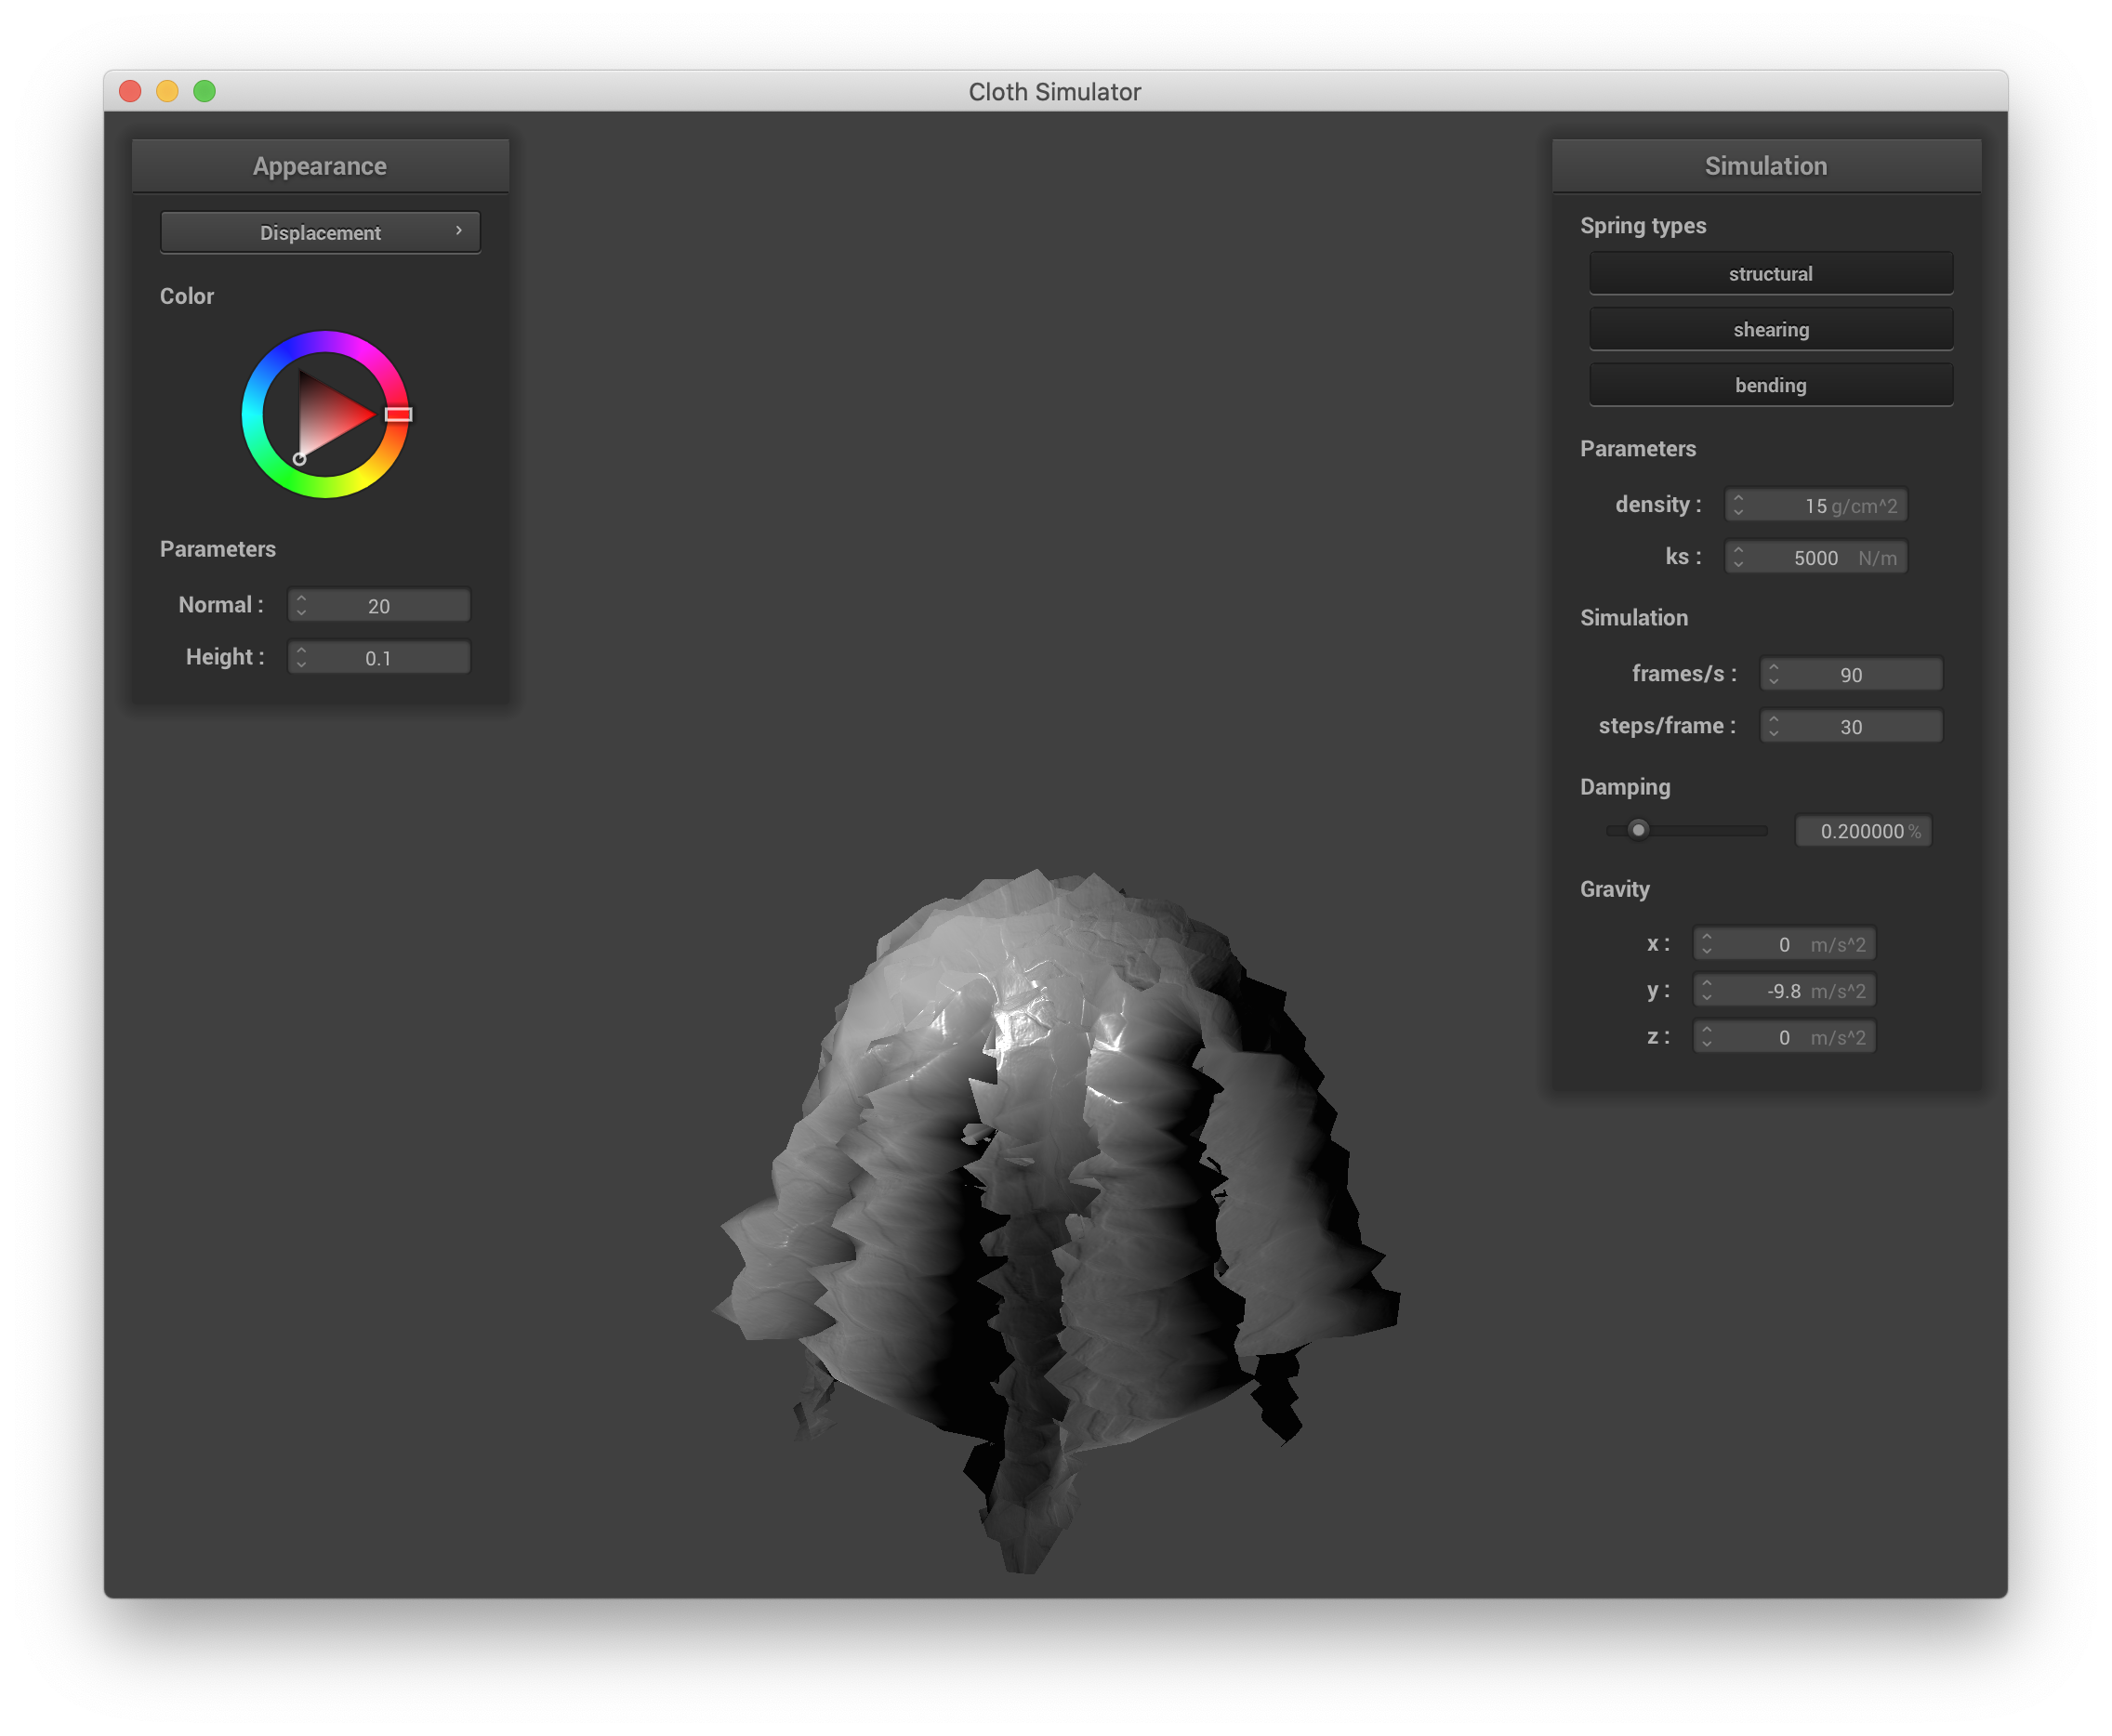 Cloth Simulator
Appearance
Displacement
Color
Parameters
Normal : 20
Height : 0.1
Simulation
Spring types
structural
shearing
bending
Parameters
density : 15 g/cm^2
ks : 5000 N/m
Simulation
frames/s : 90
steps/frame : 30
Damping
0.200000 %
Gravity
x : 0 m/s^2
y : -9.8 m/s^2
z : 0 m/s^2